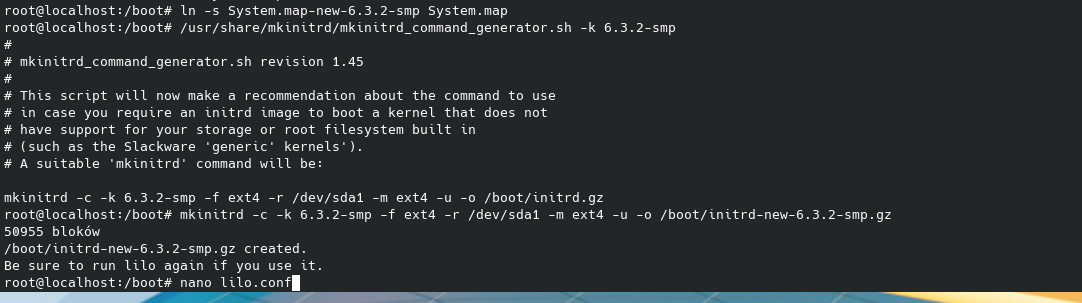 root@localhost:/boot# ln -s System.map-new-6.3.2-smp System.map
root@localhost:/boot# /usr/share/mkinitrd/mkinitrd_command_generator.sh -k 6.3.2-smp
#
# mkinitrd_command_generator.sh revision 1.45
#
# This script will now make a recommendation about the command to use
# in case you require an initrd image to boot a kernel that does not
# have support for your storage or root filesystem built in
# (such as the Slackware 'generic' kernels').
# A suitable 'mkinitrd' command will be:

mkinitrd -c -k 6.3.2-smp -f ext4 -r /dev/sda1 -m ext4 -u -o /boot/initrd.gz
root@localhost:/boot# mkinitrd -c -k 6.3.2-smp -f ext4 -r /dev/sda1 -m ext4 -u -o /boot/initrd-new-6.3.2-smp.gz
50955 bloków
/boot/initrd-new-6.3.2-smp.gz created.
Be sure to run lilo again if you use it.
root@localhost:/boot# nano lilo.conf